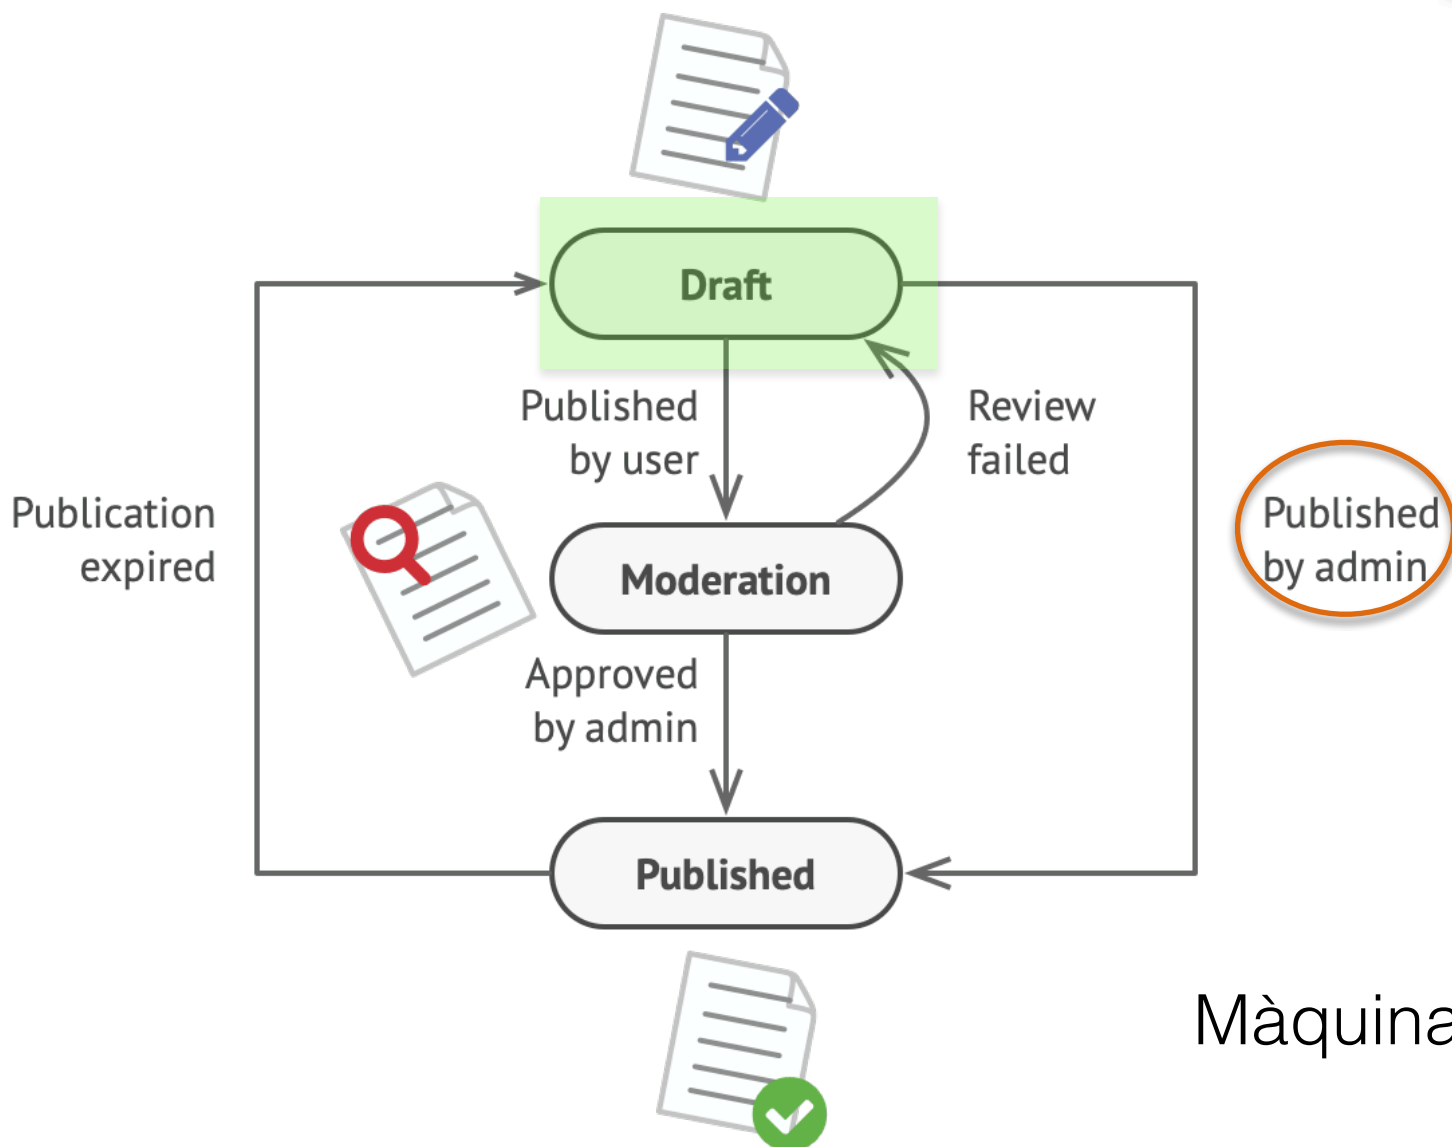 Draft
Published
by user
Review
failed
Publication
expired
Published
by admin
Moderation
Approved
by admin
Published
Màquina